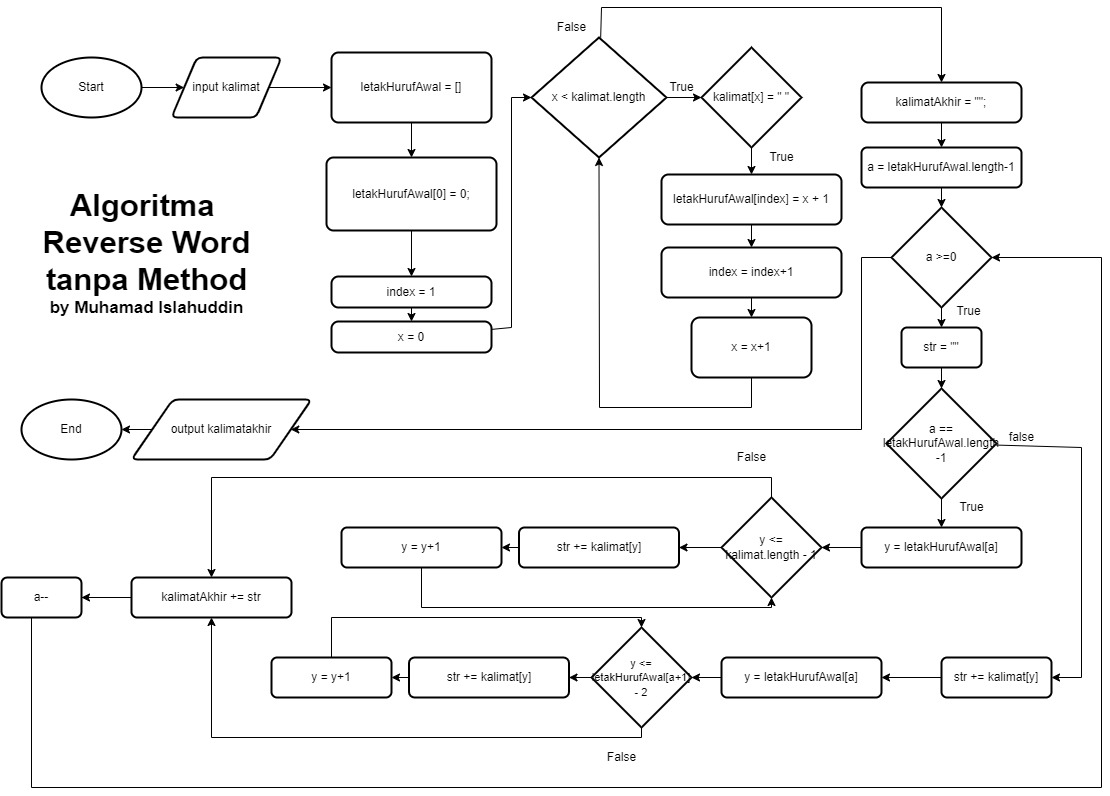 Start
input kalimat
letakHurufAwal = []
letakHurufAwal[0] = 0;
index = 1
x = 0
False
x < kalimat.length
True
kalimat[x] = " "
True
letakHurufAwal[index] = x + 1
index = index+1
x = x+1
kalimatAkhir = "";
a = letakHurufAwal.length-1
a >=0
True
str = ""
a ==
letakHurufAwal.length
-1
false
True
Algoritma
Reverse Word
tanpa Method
by Muhamad Islahuddin
End
output kalimatakhir
False
y = y+1
str += kalimat[y]
y <=
kalimat.length - 1
y = letakHurufAwal[a]
a--
kalimatAkhir += str
y = y+1
str += kalimat[y]
y <=
letakHurufAwal[a+1]
- 2
y = letakHurufAwal[a]
str += kalimat[y]
False